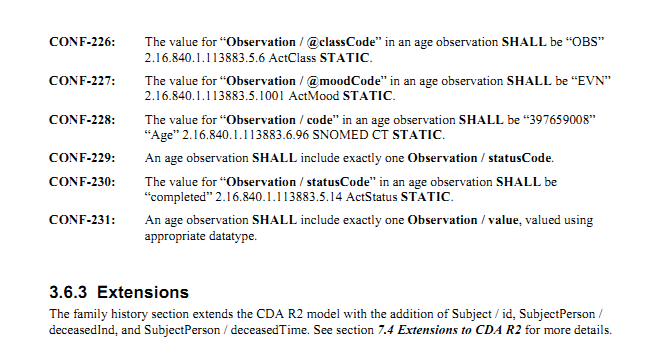 CONF-226: The value for “Observation / @classCode” in an age observation SHALL be “OBS”
2.16.840.1.113883.5.6 ActClass STATIC.
CONF-227: The value for “Observation / @moodCode” in an age observation SHALL be “EVN”
2.16.840.1.113883.5.1001 ActMood STATIC.
CONF-228: The value for “Observation / code” in an age observation SHALL be “397659008”
“Age” 2.16.840.1.113883.6.96 SNOMED CT STATIC.
CONF-229: An age observation SHALL include exactly one Observation / statusCode.
CONF-230: The value for “Observation / statusCode” in an age observation SHALL be
“completed” 2.16.840.1.113883.5.14 ActStatus STATIC.
CONF-231: An age observation SHALL include exactly one Observation / value, valued using
appropriate datatype.
3.6.3 Extensions
The family history section extends the CDA R2 model with the addition of Subject / id, SubjectPerson /
deceasedInd, and SubjectPerson / deceasedTime. See section 7.4 Extensions to CDA R2 for more details.